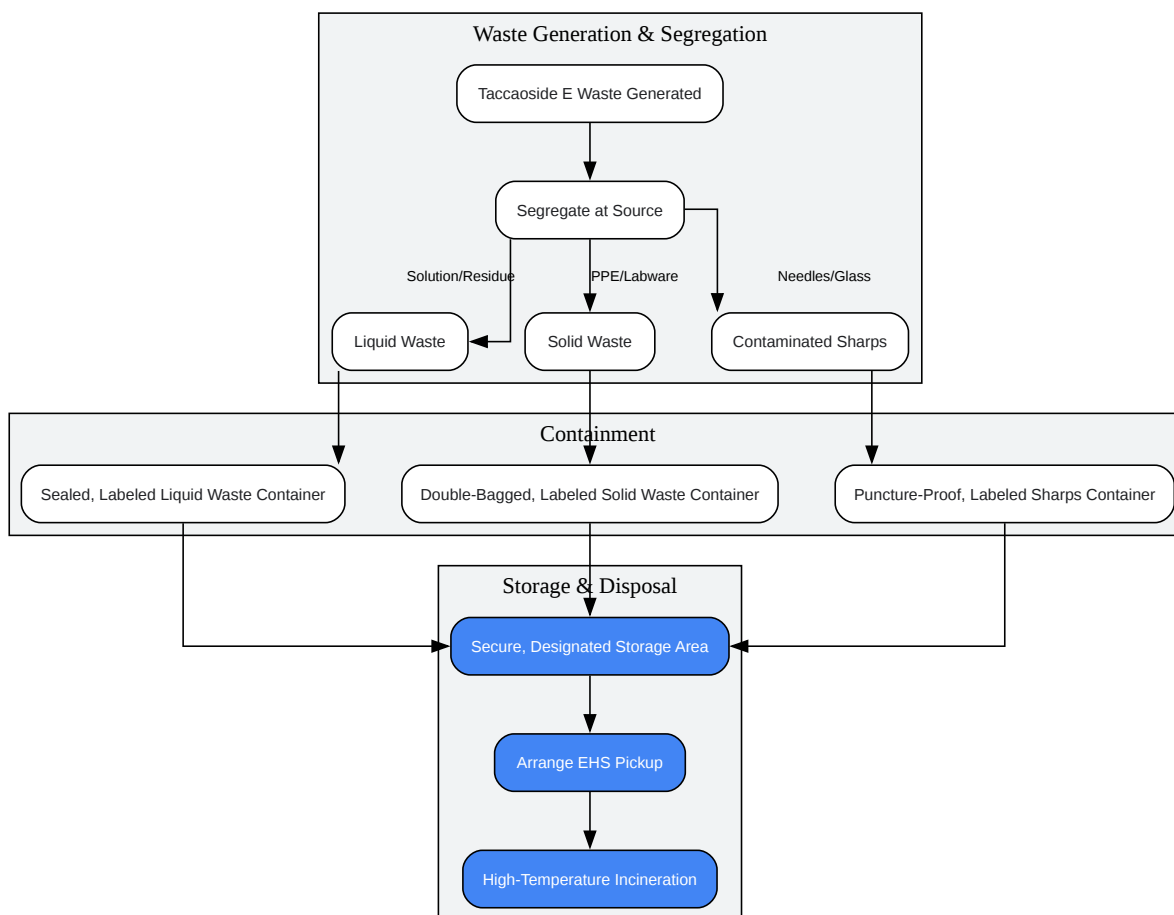 Waste Generation & Segregation
Taccaoside E Waste Generated
Segregate at Source
Solution/Residue
PPE/Labware
Needles/Glass
Liquid Waste
Solid Waste
Contaminated Sharps
Containment
Sealed, Labeled Liquid Waste Container
Double-Bagged, Labeled Solid Waste Container
Puncture-Proof, Labeled Sharps Container
Storage & Disposal
Secure, Designated Storage Area
Arrange EHS Pickup
High-Temperature Incineration